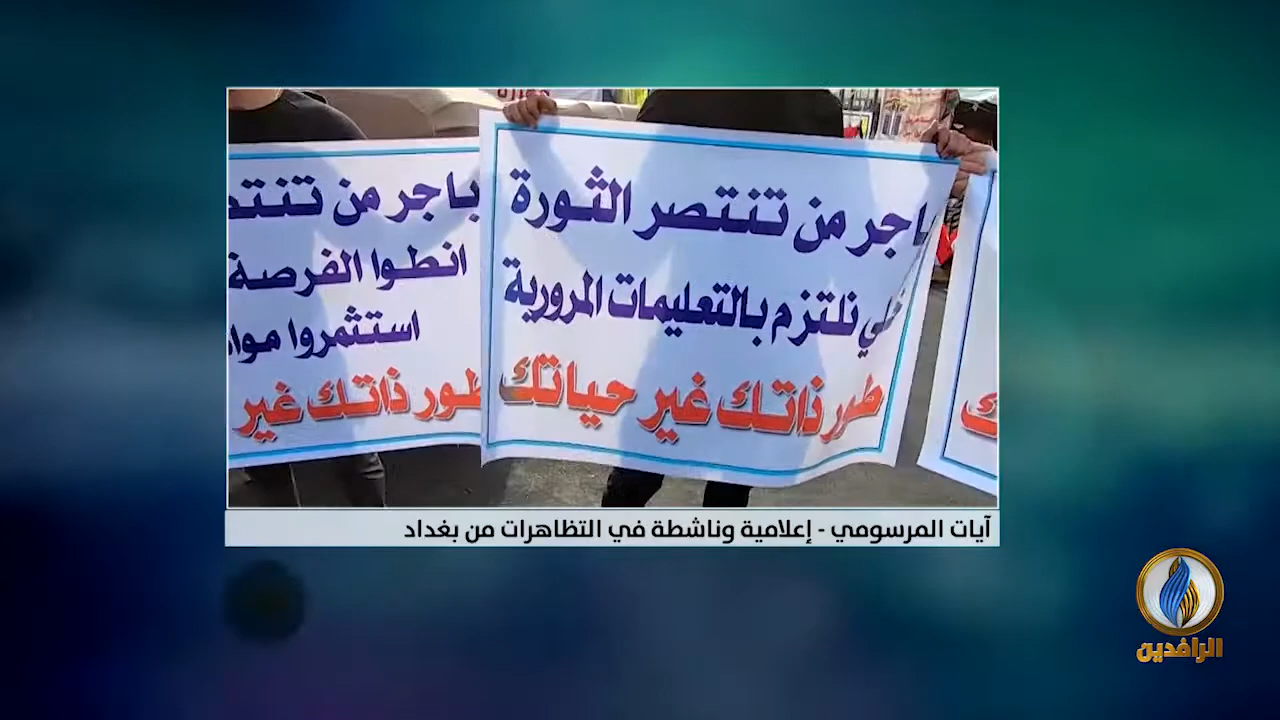 باجر من تنتصر الثورة
نلتزم بالتعليمات المرورية
طور ذاتك غير حياتك
باجر من
انطوا الفرصة
استثمروا
طور ذاتك غير
آيات المرسومي - إعلامية وناشطة في التظاهرات من بغداد
الرافدين